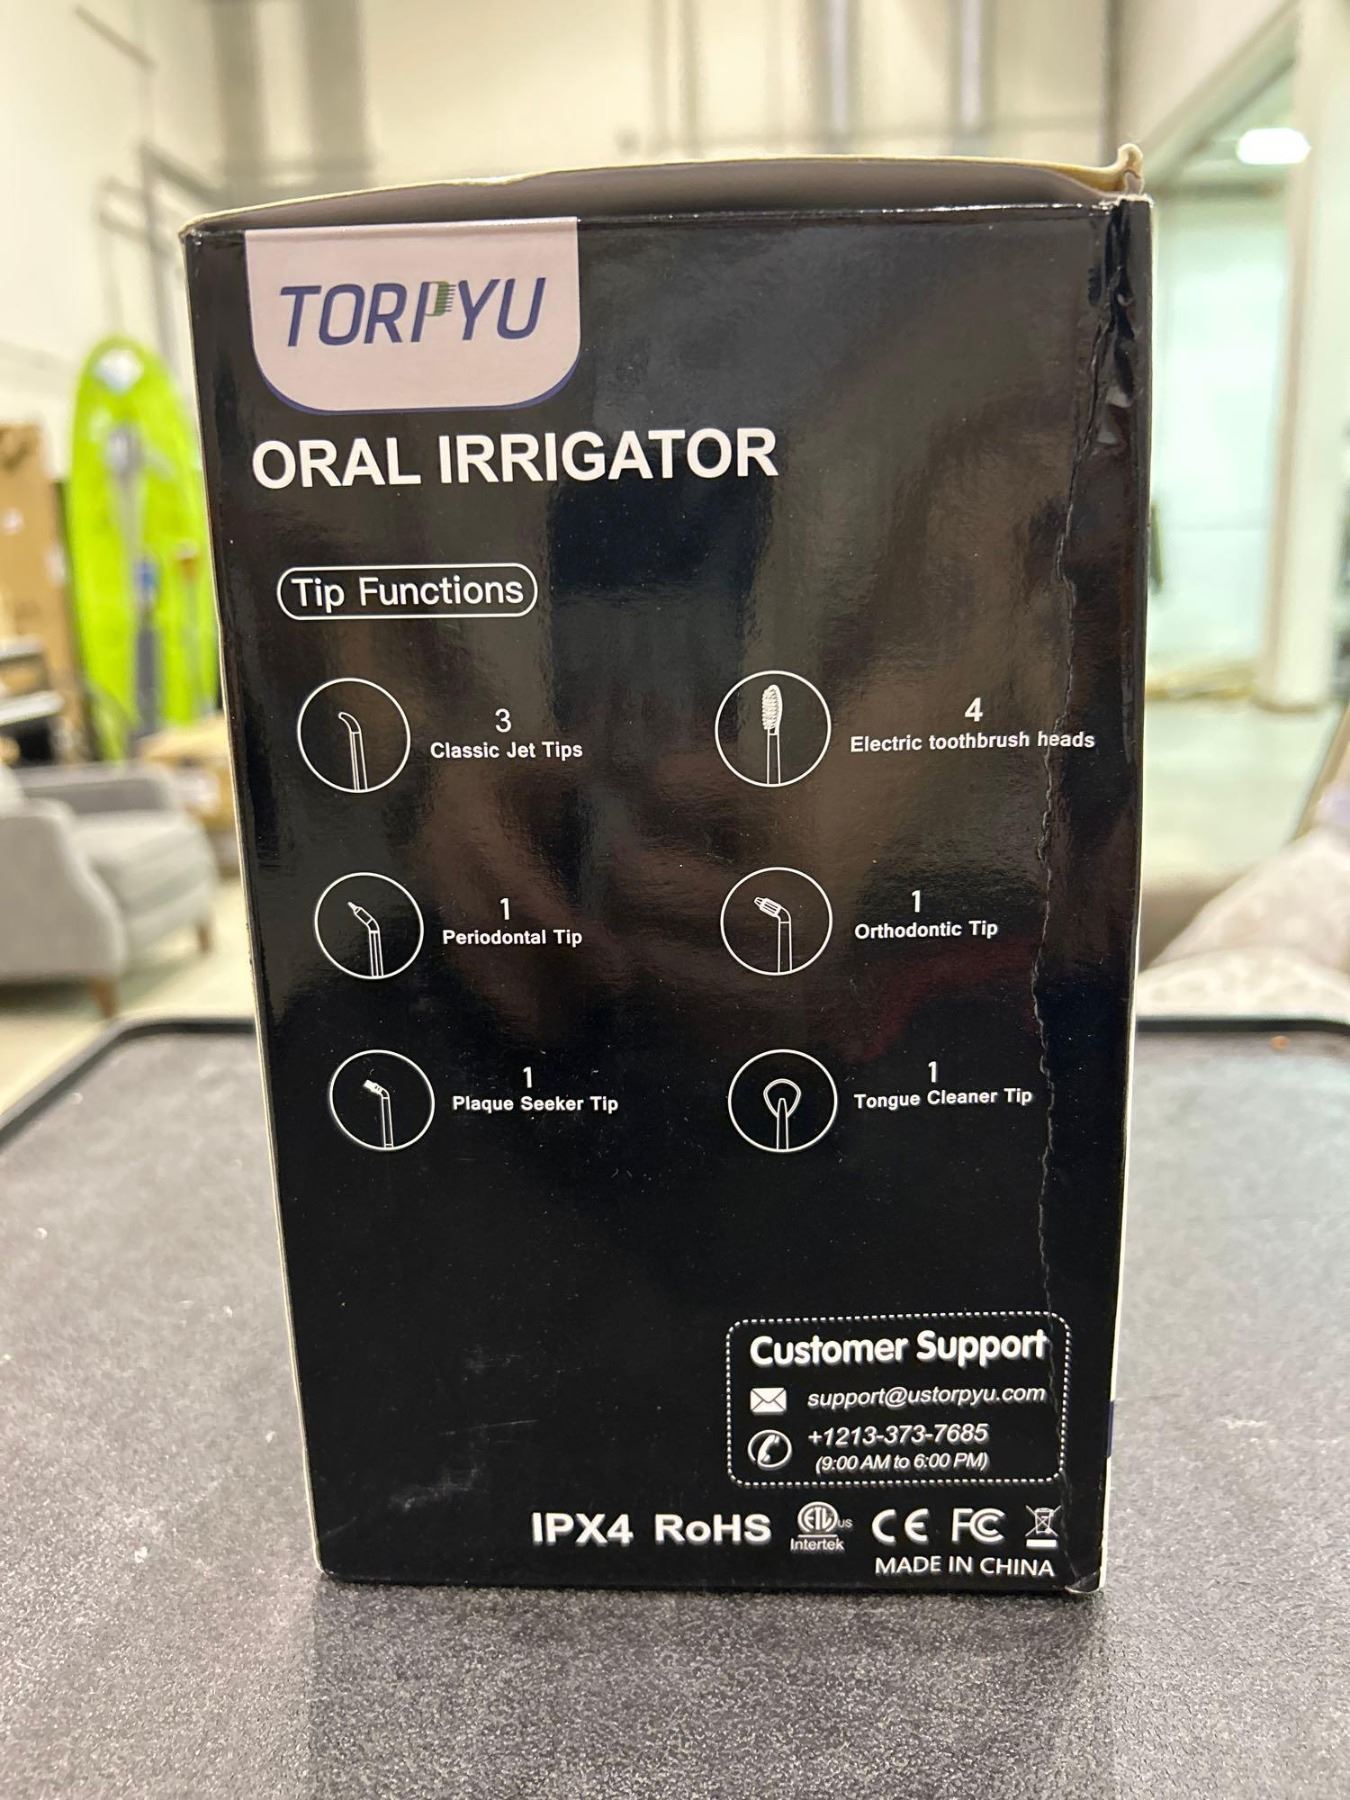 TORPYU
ORAL IRRIGATOR
Tip Functions
3
Classic Jet Tips
4
Electric toothbrush heads
1
Periodontal Tip
1
Orthodontic Tip
1
Plaque Seeker Tip
1
Tongue Cleaner Tip
Customer Support
support@ustorpyu.com
+1213-373-7685
(9:00 AM to 6:00 PM)
IPX4 RoHS ETL US CE FC
Intertek
MADE IN CHINA